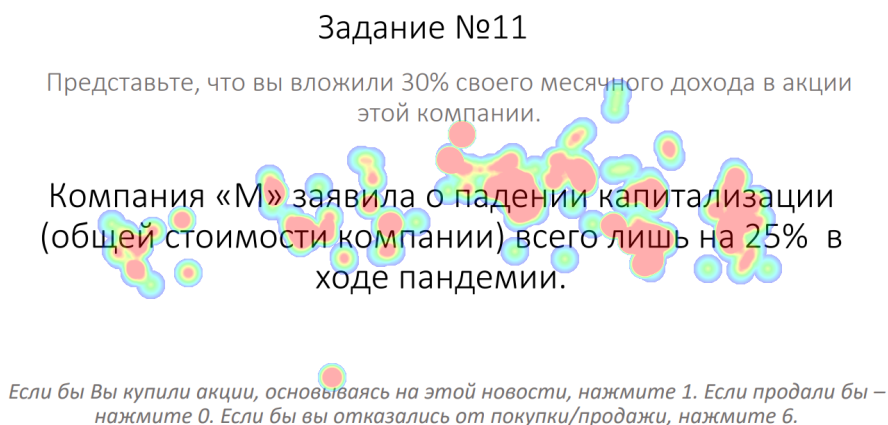 Задание №11
Представьте, что вы вложили 30% своего месячного дохода в акции
этой компании.
Компания «М» заявила о падении капитализации
(общей стоимости компании) всего лишь на 25% в
ходе пандемии.
Если бы Вы купили акции, основываясь на этой новости, нажмите 1. Если продали бы –
нажмите 0. Если бы вы отказались от покупки/продажи, нажмите 6.